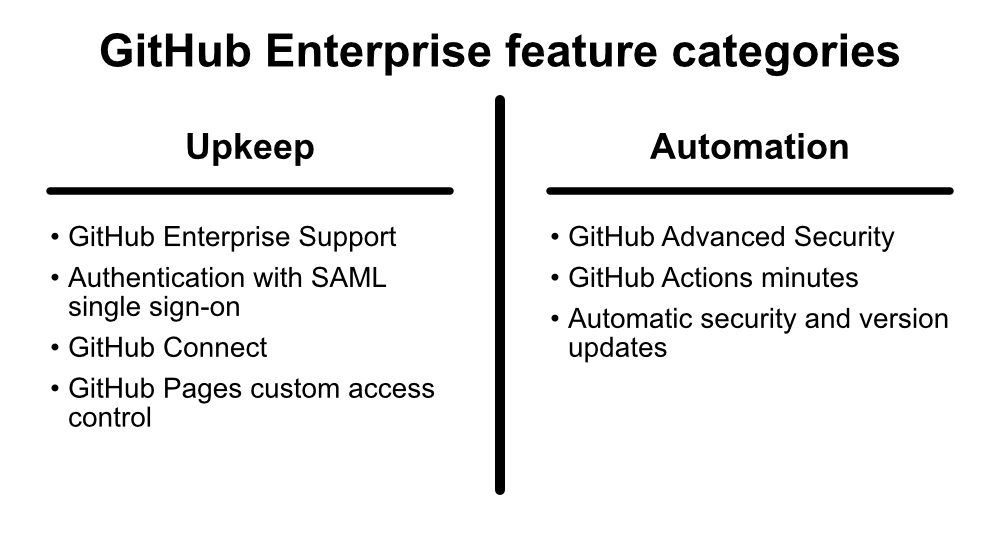 GitHub Enterprise feature categories
Upkeep
• GitHub Enterprise Support
• Authentication with SAML
single sign-on
• GitHub Connect
• GitHub Pages custom access
control
Automation
• GitHub Advanced Security
• GitHub Actions minutes
• Automatic security and version
updates